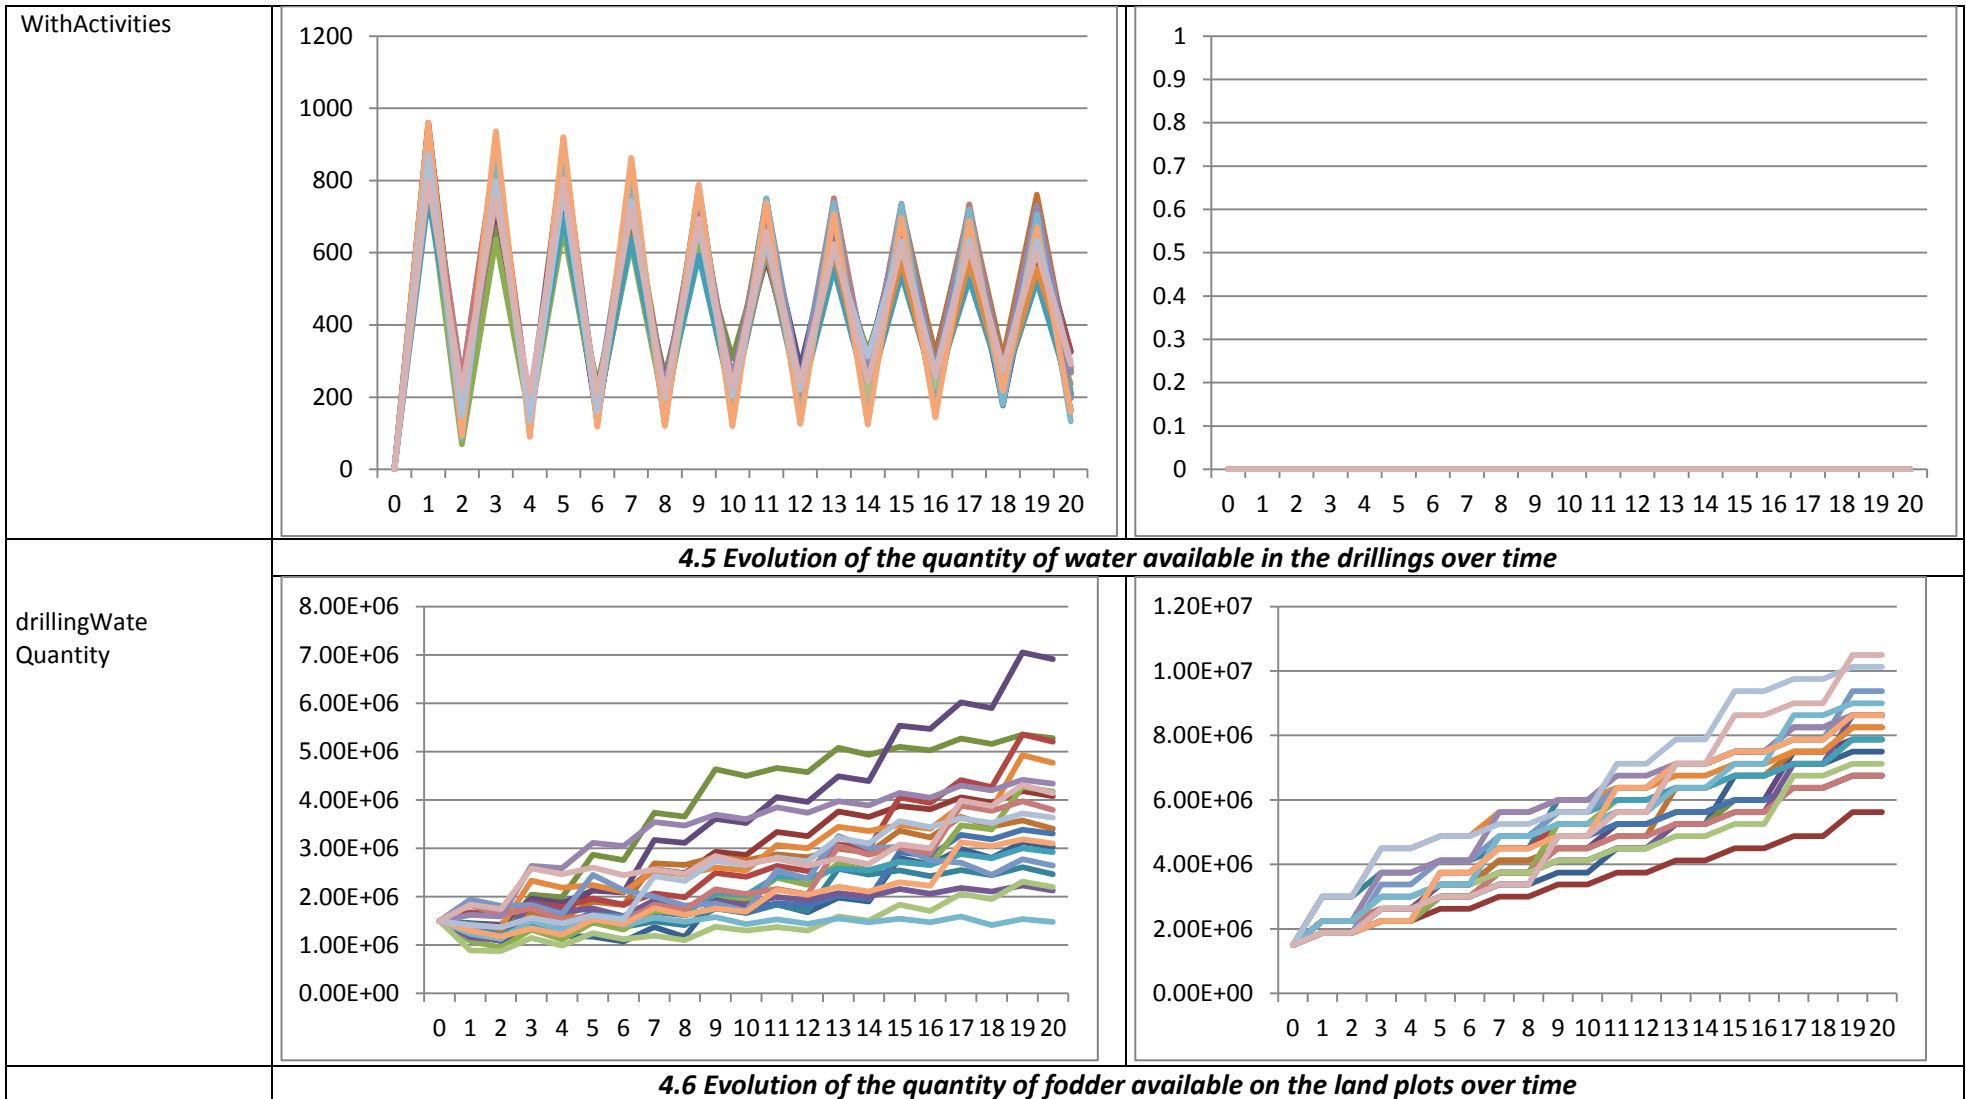 WithActivities
1200
1000
800
600
400
200
0
0 1 2 3 4 5 6 7 8 9 10 11 12 13 14 15 16 17 18 19 20
1
0.9
0.8
0.7
0.6
0.5
0.4
0.3
0.2
0.1
0
0 1 2 3 4 5 6 7 8 9 10 11 12 13 14 15 16 17 18 19 20
4.5 Evolution of the quantity of water available in the drillings over time
drillingWate
Quantity
8.00E+06
7.00E+06
6.00E+06
5.00E+06
4.00E+06
3.00E+06
2.00E+06
1.00E+06
0.00E+00
0 1 2 3 4 5 6 7 8 9 10 11 12 13 14 15 16 17 18 19 20
1.20E+07
1.00E+07
8.00E+06
6.00E+06
4.00E+06
2.00E+06
0.00E+00
0 1 2 3 4 5 6 7 8 9 10 11 12 13 14 15 16 17 18 19 20
4.6 Evolution of the quantity of fodder available on the land plots over time